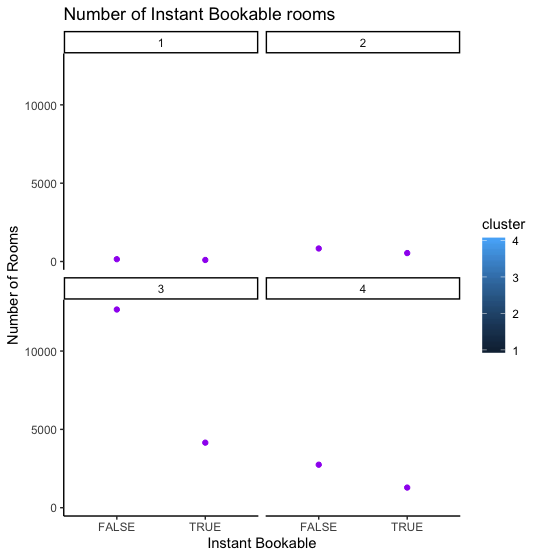 Number of Instant Bookable rooms
1
2
10000
5000
0
3
4
10000
5000
0
FALSE
TRUE
FALSE
TRUE
Instant Bookable
Number of Rooms
cluster
4
3
2
1